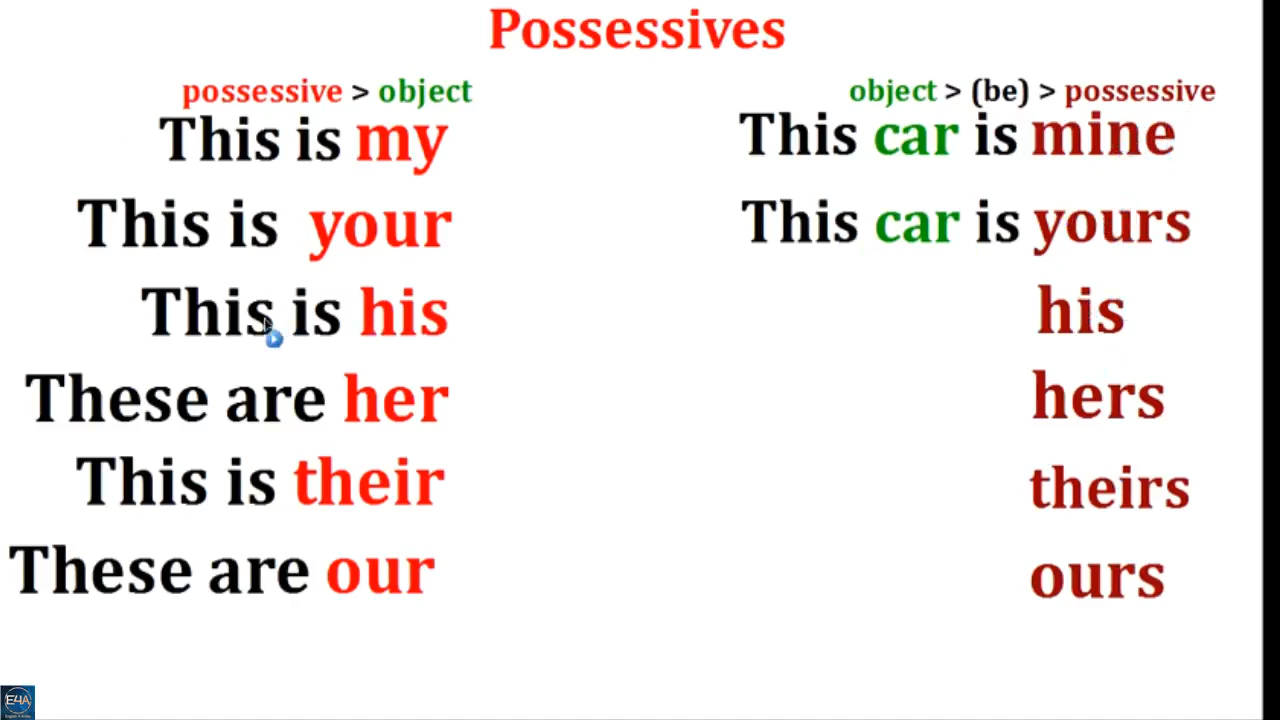 Possessives
possessive > object
This is my
This is your
This is his
These are her
This is their
These are our
object > (be) > possessive
This car is mine
This car is yours
his
hers
theirs
ours
E4A